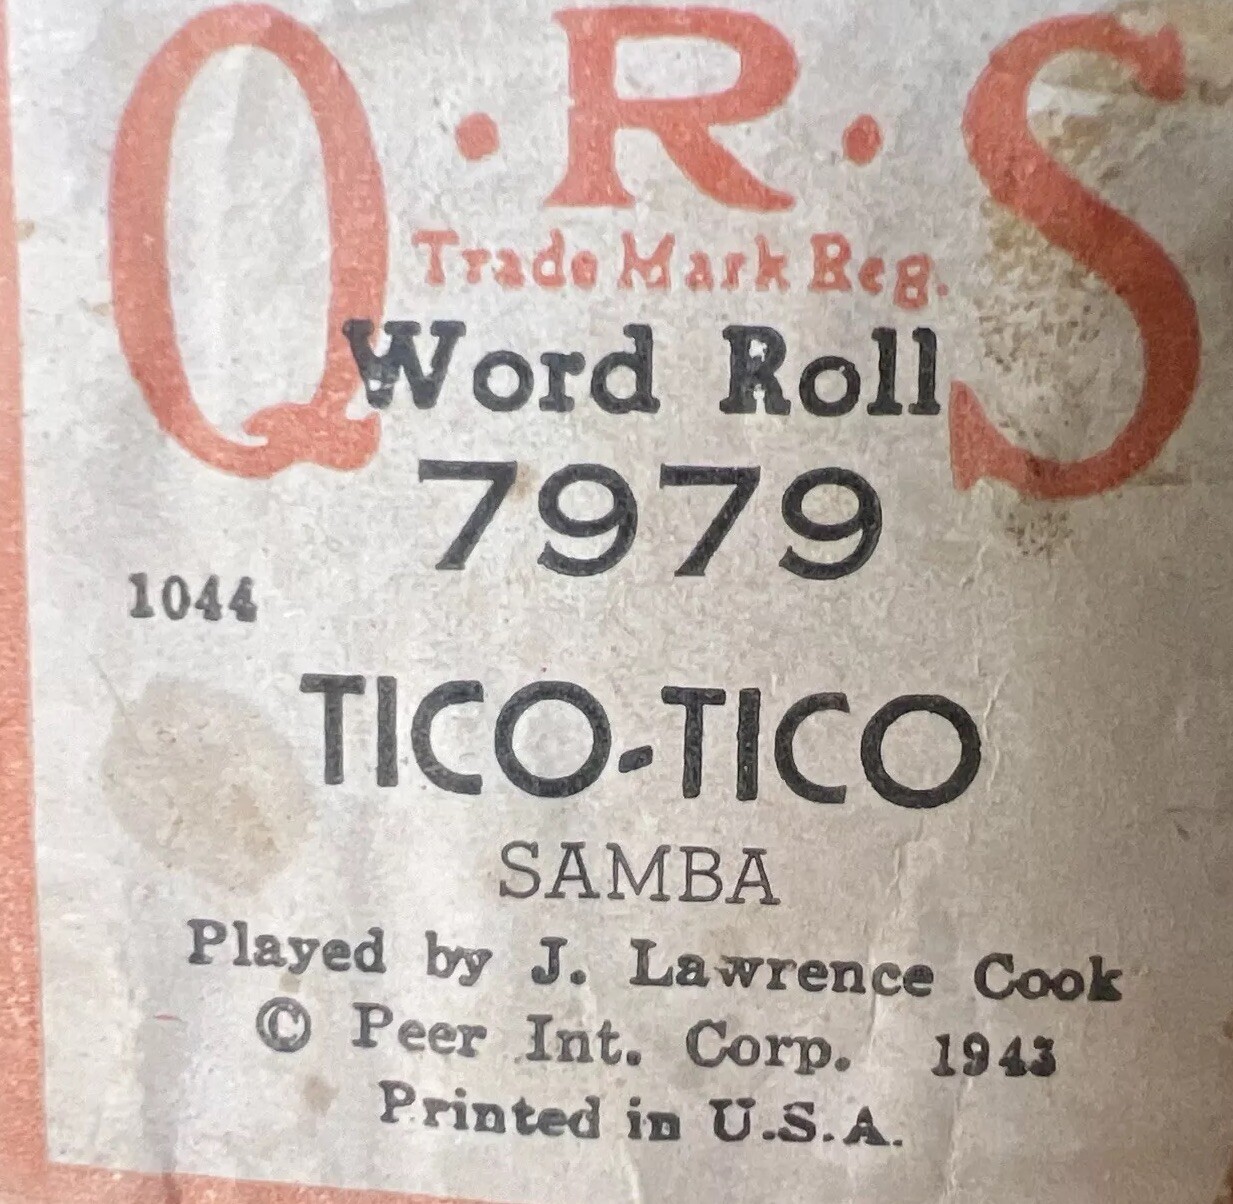 Q·R·S
Trade Mark Reg.
Word Roll
7979
1044
TICO-TICO
SAMBA
Played by J. Lawrence Cook
© Peer Int. Corp. 1943
Printed in U.S.A.